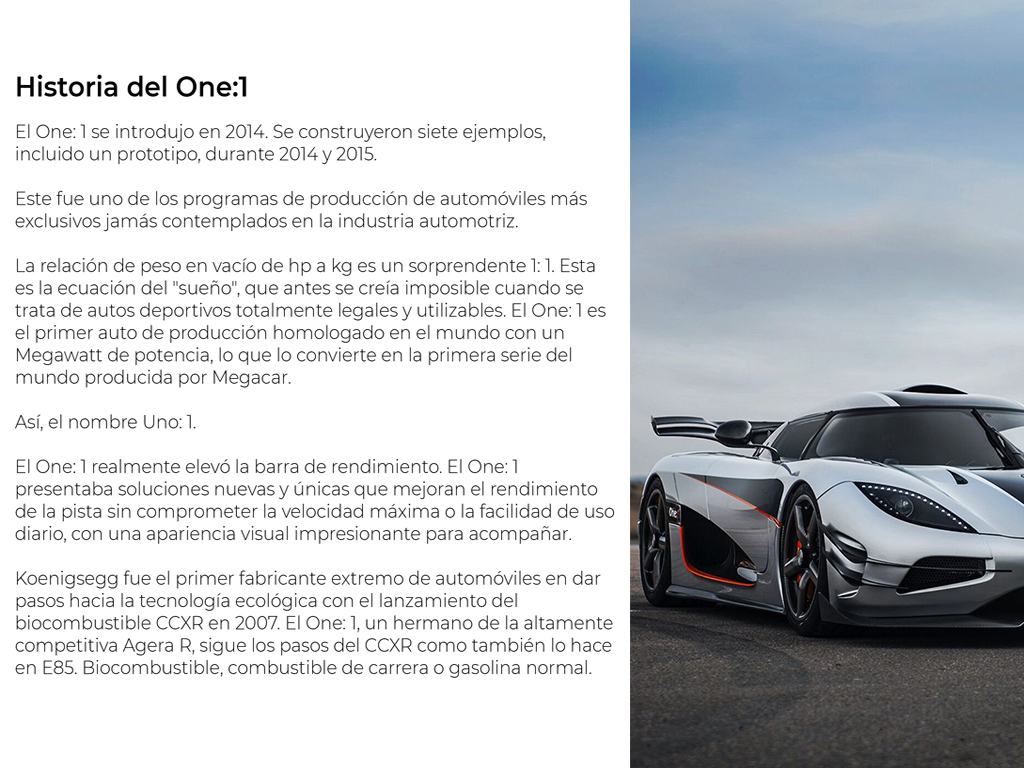 Historia del One:1
El One: 1 se introdujo en 2014. Se construyeron siete ejemplos,
incluido un prototipo, durante 2014 y 2015.
Este fue uno de los programas de producción de automóviles más
exclusivos jamás contemplados en la industria automotriz.
La relación de peso en vacío de hp a kg es un sorprendente 1: 1. Esta
es la ecuación del "sueño", que antes se creía imposible cuando se
trata de autos deportivos totalmente legales y utilizables. El One: 1 es
el primer auto de producción homologado en el mundo con un
Megawatt de potencia, lo que lo convierte en la primera serie del
mundo producida por Megacar.
Así, el nombre Uno: 1.
El One: 1 realmente elevó la barra de rendimiento. El One: 1
presentaba soluciones nuevas y únicas que mejoran el rendimiento
de la pista sin comprometer la velocidad máxima o la facilidad de uso
diario, con una apariencia visual impresionante para acompañar.
Koenigsegg fue el primer fabricante extremo de automóviles en dar
pasos hacia la tecnología ecológica con el lanzamiento del
biocombustible CCXR en 2007. El One: 1, un hermano de la altamente
competitiva Agera R, sigue los pasos del CCXR como también lo hace
en E85. Biocombustible, combustible de carrera o gasolina normal.
One: